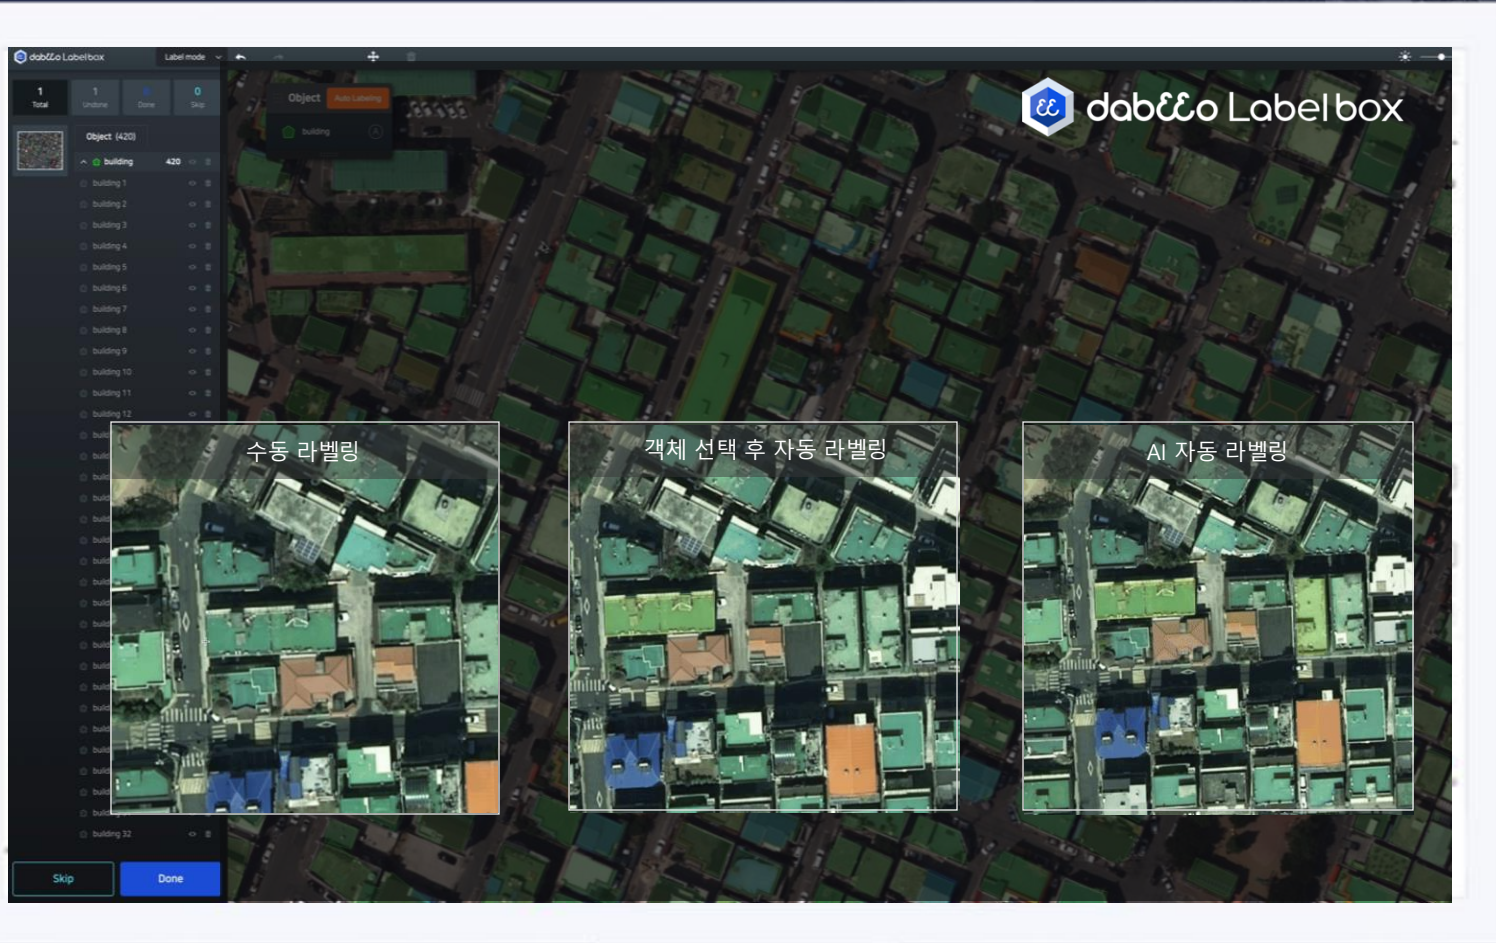 dabeeo Labelbox
Label mode
1
Total
1
Undone
Done
0
Skip
Object (420)
building 420
building 1
building 2
building 3
building 4
building 5
building 6
building 7
building 8
building 9
building 10
building 11
building 12
building 32
Skip
Done
Object
Auto Labeling
building
dabeeo Labelbox
수동 라벨링
객체 선택 후 자동 라벨링
AI 자동 라벨링